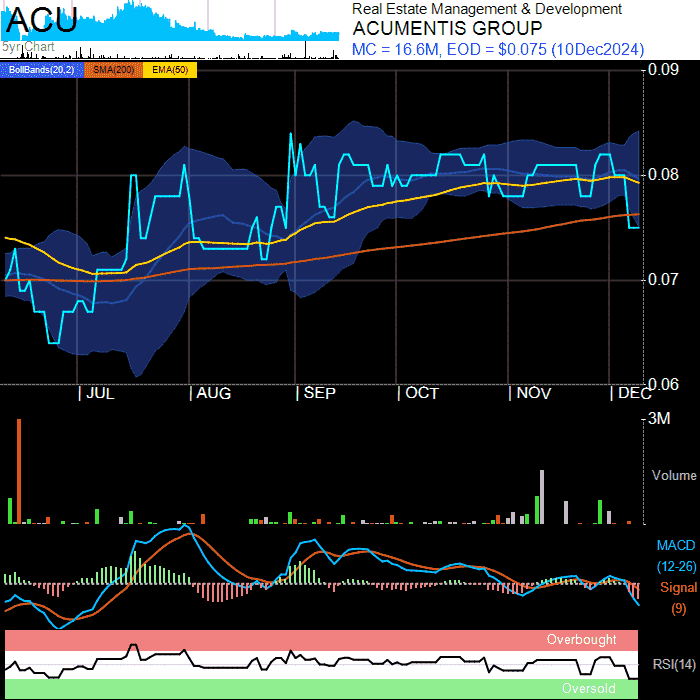 ACU
5yr Chart
Real Estate Management & Development
ACUMENTIS GROUP
MC = 16.6M, EOD = $0.075 (10Dec2024)
BollBands(20,2) SMA(200) EMA(50)
0.09
0.08
0.07
0.06
JUL AUG SEP OCT NOV DEC
3M
Volume
MACD
(12-26)
Signal
(9)
Overbought
RSI(14)
Oversold